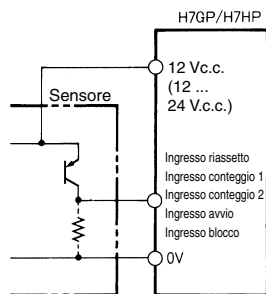 H7GP/H7HP
12 Vc.c.
(12 ...
24 V.c.c.)
Sensore
Ingresso riassetto
Ingresso conteggio 1
Ingresso conteggio 2
Ingresso avvio
Ingresso blocco
0V